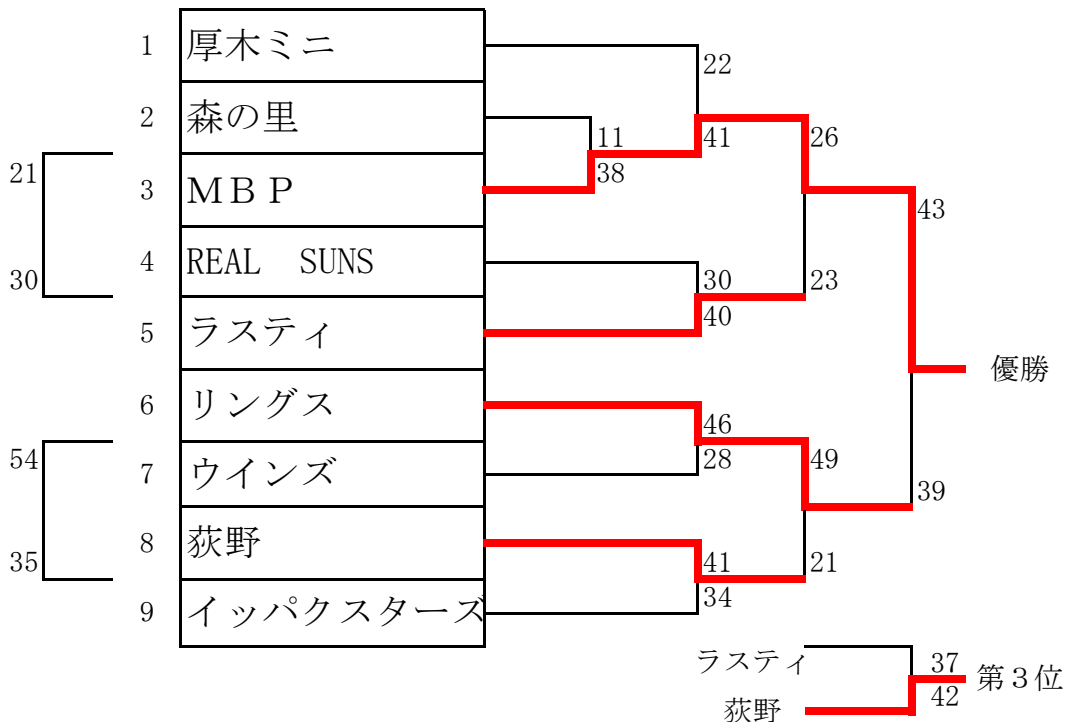 1 厚木ミニ
22
2 森の里
11 41 26
21
3 ＭＢＰ
38
43
4 REAL　SUNS
30
30 23
5 ラスティ
40
優勝
6 リングス
46
54
7 ウインズ
28 49
39
8 荻野
35
41 21
9 イッパクスターズ
34
ラスティ
37
第３位
42
荻野